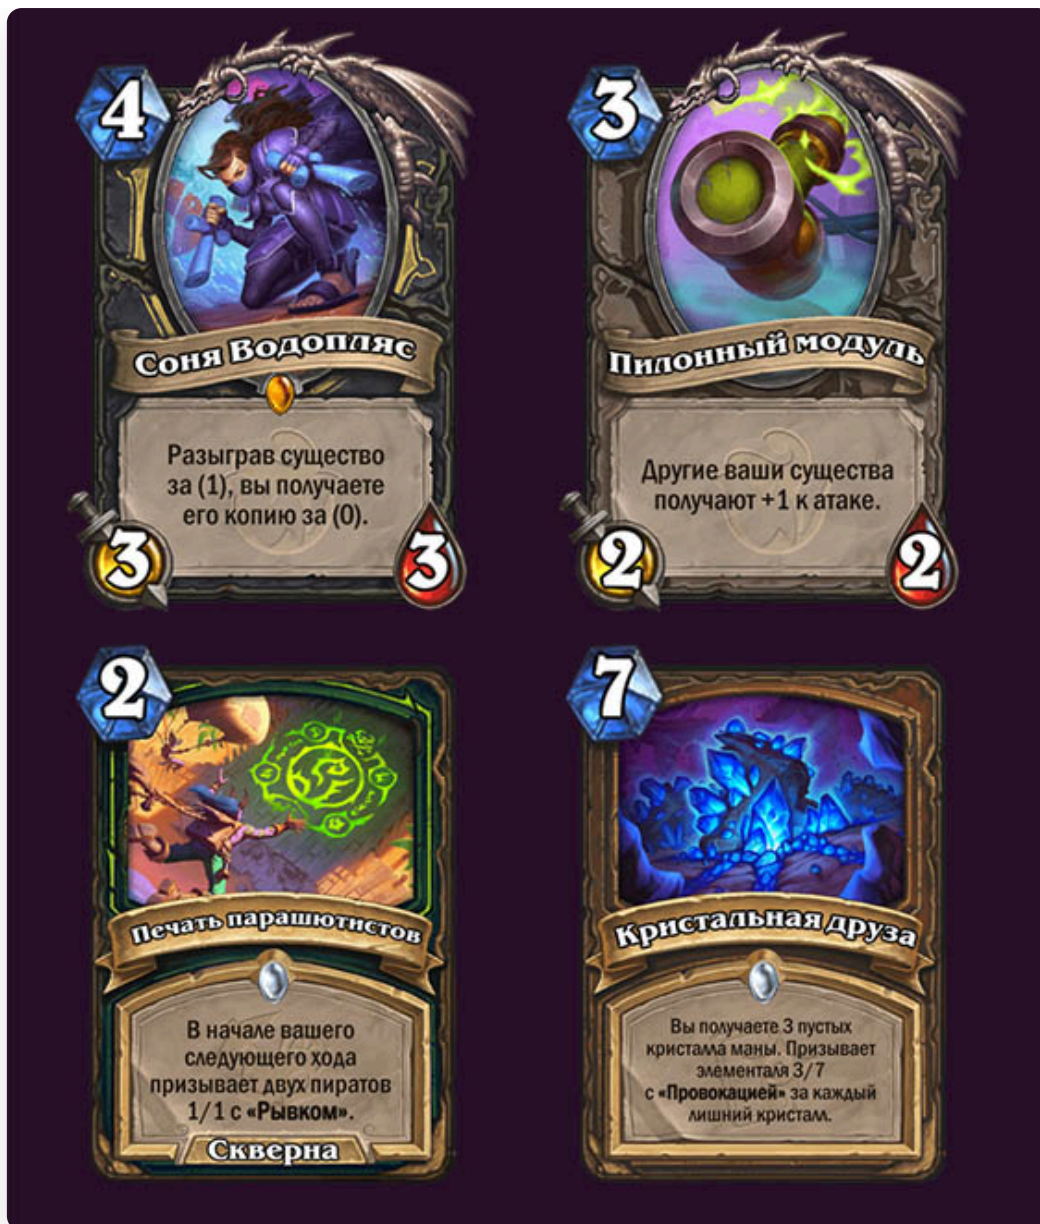 4
Соня Водопляс
Разыграв существо
за (1), вы получаете
его копию за (0).
3
3
3
Пилонный модуль
Другие ваши существа
получают +1 к атаке.
2
2
2
Печать парашютистов
В начале вашего
следующего хода
призывает двух пиратов
1/1 с «Рывком».
Скверна
7
Кристальная друза
Вы получаете 3 пустых
кристалла маны. Призывает
элементаля 3/7
с «Провокацией» за каждый
лишний кристалл.